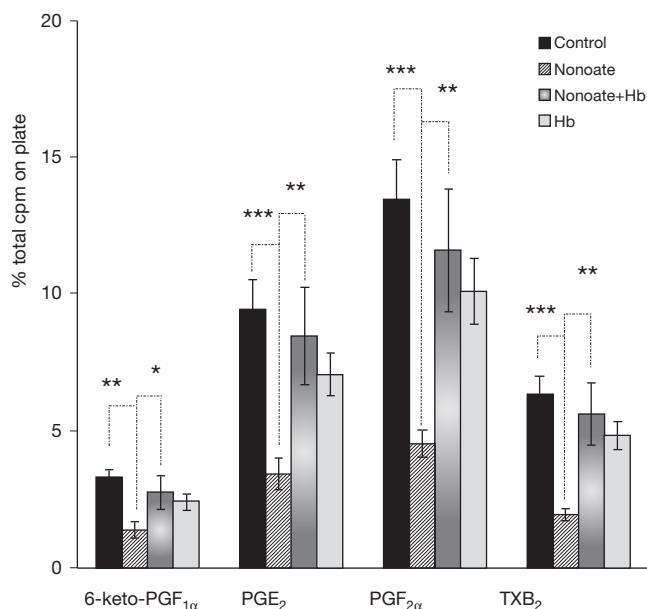 20
15
10
5
0
% total cpm on plate
Control
Nonoate
Nonoate+Hb
Hb
** *
*** **
*** **
*** **
6-keto-PGF1α PGE2 PGF2α TXB2